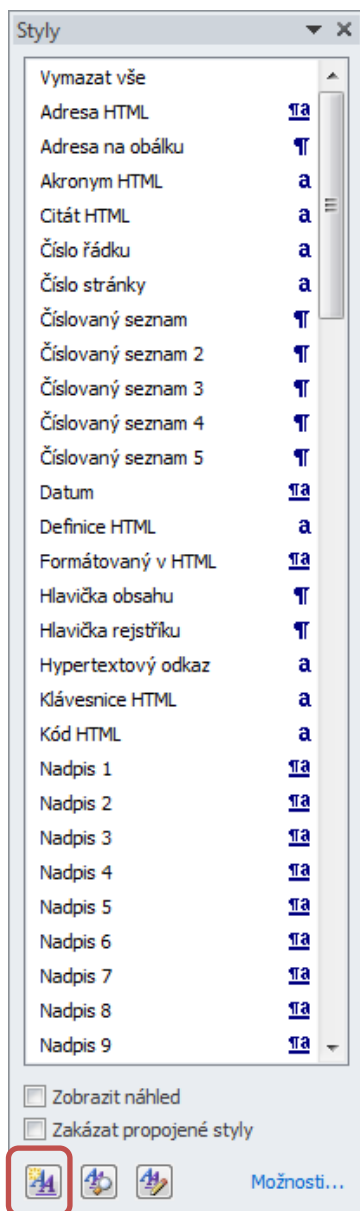 Styly
Vymazat vše
Adresa HTML ¶a
Adresa na obálku ¶
Akronym HTML a
Citát HTML a
Číslo řádku a
Číslo stránky a
Číslovaný seznam ¶
Číslovaný seznam 2 ¶
Číslovaný seznam 3 ¶
Číslovaný seznam 4 ¶
Číslovaný seznam 5 ¶
Datum ¶a
Definice HTML a
Formátovaný v HTML ¶a
Hlavička obsahu ¶
Hlavička rejstříku ¶
Hypertextový odkaz a
Klávesnice HTML a
Kód HTML a
Nadpis 1 ¶a
Nadpis 2 ¶a
Nadpis 3 ¶a
Nadpis 4 ¶a
Nadpis 5 ¶a
Nadpis 6 ¶a
Nadpis 7 ¶a
Nadpis 8 ¶a
Nadpis 9 ¶a
Zobrazit náhled
Zakázat propojené styly
Možnosti...